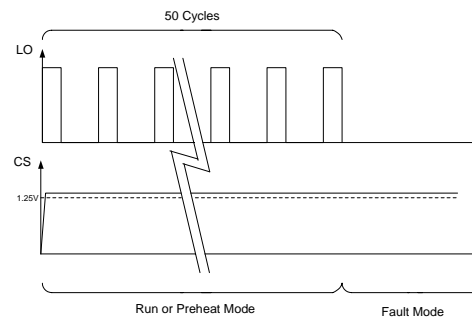 50 Cycles
LO
CS
1.25V
Run or Preheat Mode
Fault Mode